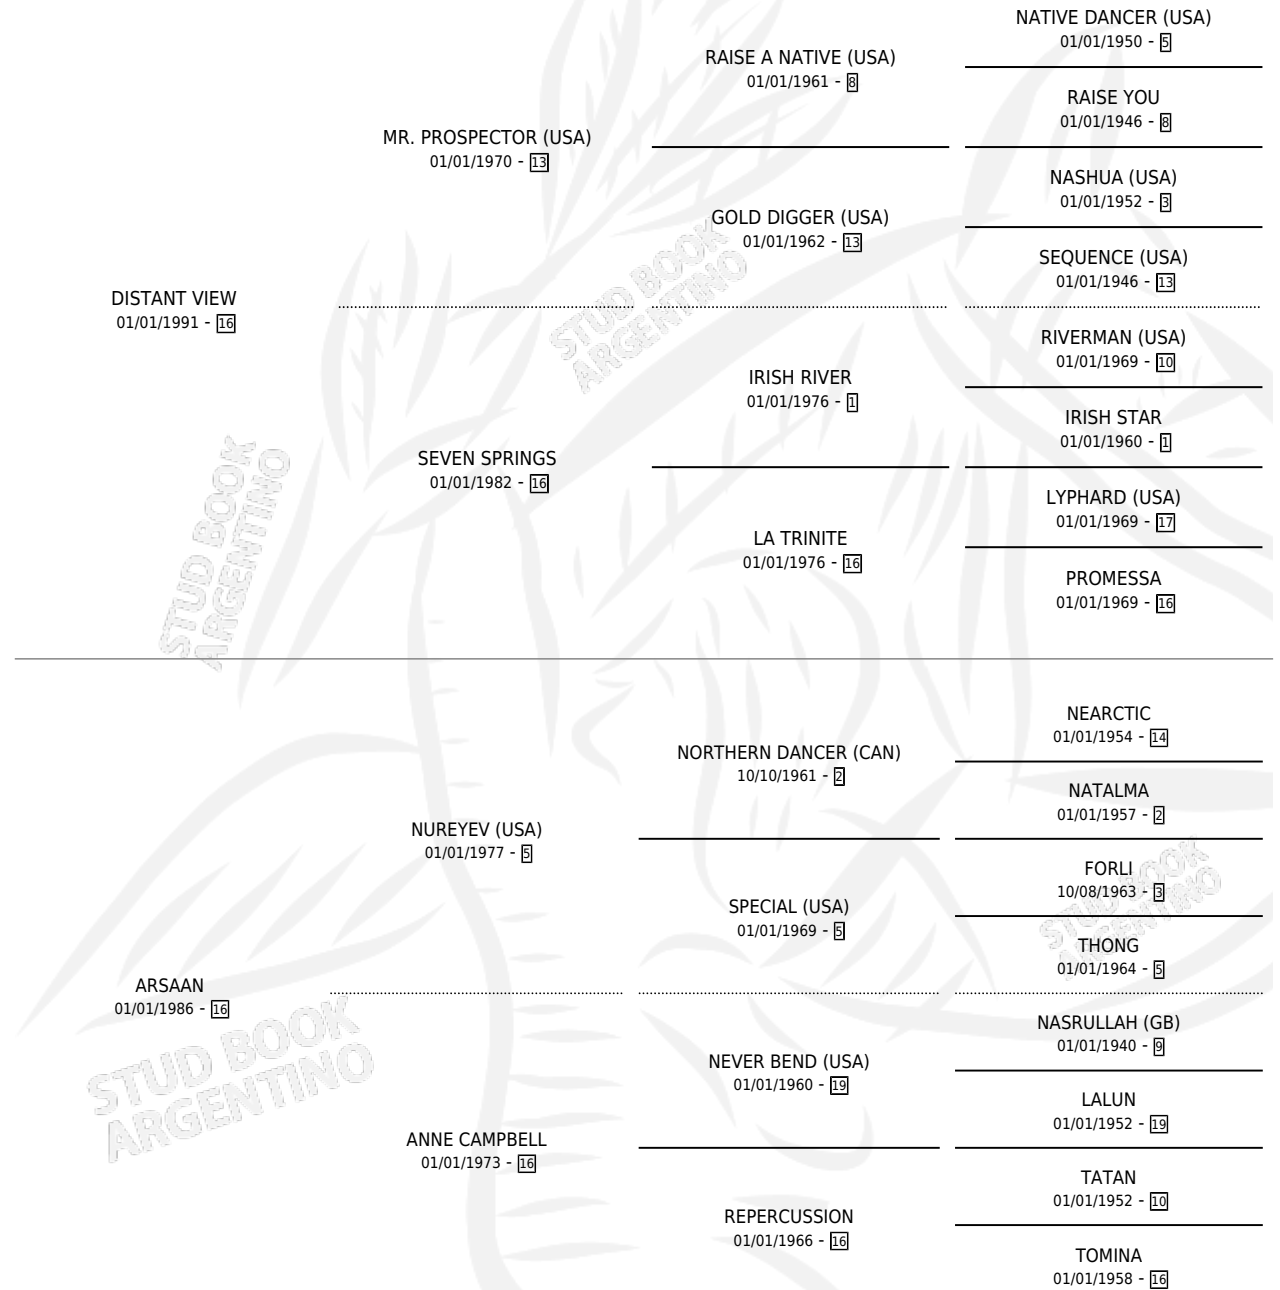 NATIVE DANCER (USA)
01/01/1950 - 5
RAISE A NATIVE (USA)
01/01/1961 - 8
RAISE YOU
01/01/1946 - 8
MR. PROSPECTOR (USA)
01/01/1970 - 13
NASHUA (USA)
01/01/1952 - 3
GOLD DIGGER (USA)
01/01/1962 - 13
SEQUENCE (USA)
01/01/1946 - 13
DISTANT VIEW
01/01/1991 - 16
STUD BOOK
ARGENTINO
RIVERMAN (USA)
01/01/1969 - 10
IRISH RIVER
01/01/1976 - 1
IRISH STAR
01/01/1960 - 1
SEVEN SPRINGS
01/01/1982 - 16
LYPHARD (USA)
01/01/1969 - 17
LA TRINITE
01/01/1976 - 16
PROMESSA
01/01/1969 - 16
STUD BOOK
ARGENTINO
NEARCTIC
01/01/1954 - 14
NORTHERN DANCER (CAN)
10/10/1961 - 2
NATALMA
01/01/1957 - 2
NUREYEV (USA)
01/01/1977 - 5
FORLI
10/08/1963 - 3
SPECIAL (USA)
01/01/1969 - 5
STUD BOOK
ARGENTINO
THONG
01/01/1964 - 5
ARSAAN
01/01/1986 - 16
NASRULLAH (GB)
01/01/1940 - 9
NEVER BEND (USA)
01/01/1960 - 19
STUD BOOK
ARGENTINO
LALUN
01/01/1952 - 19
ANNE CAMPBELL
01/01/1973 - 16
TATAN
01/01/1952 - 10
REPERCUSSION
01/01/1966 - 16
TOMINA
01/01/1958 - 16